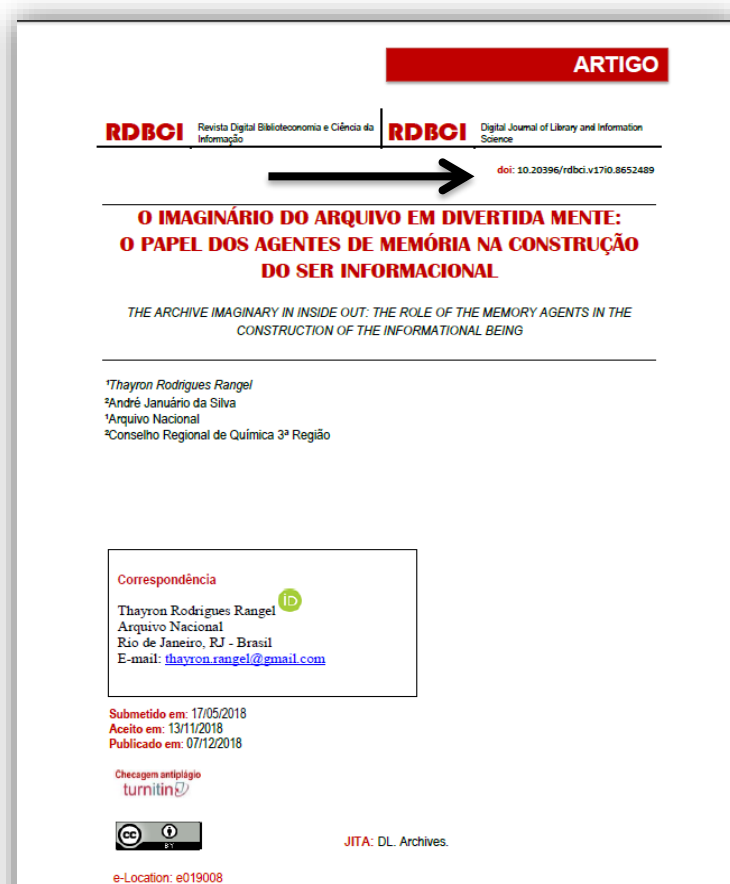 ARTIGO
RDBCI Revista Digital Biblioteconomia e Ciência da Informação
RDBCI Digital Journal of Library and Information Science
doi: 10.20396/rdbci.v17i0.8652489
O IMAGINÁRIO DO ARQUIVO EM DIVERTIDA MENTE:
O PAPEL DOS AGENTES DE MEMÓRIA NA CONSTRUÇÃO
DO SER INFORMACIONAL
THE ARCHIVE IMAGINARY IN INSIDE OUT: THE ROLE OF THE MEMORY AGENTS IN THE
CONSTRUCTION OF THE INFORMATIONAL BEING
¹Thayron Rodrigues Rangel
²André Januário da Silva
¹Arquivo Nacional
²Conselho Regional de Química 3ª Região
Correspondência
Thayron Rodrigues Rangel iD
Arquivo Nacional
Rio de Janeiro, RJ - Brasil
E-mail: thayron.rangel@gmail.com
Submetido em: 17/05/2018
Aceito em: 13/11/2018
Publicado em: 07/12/2018
Checagem antiplágio
turnitin
cc BY
JITA: DL. Archives.
e-Location: e019008